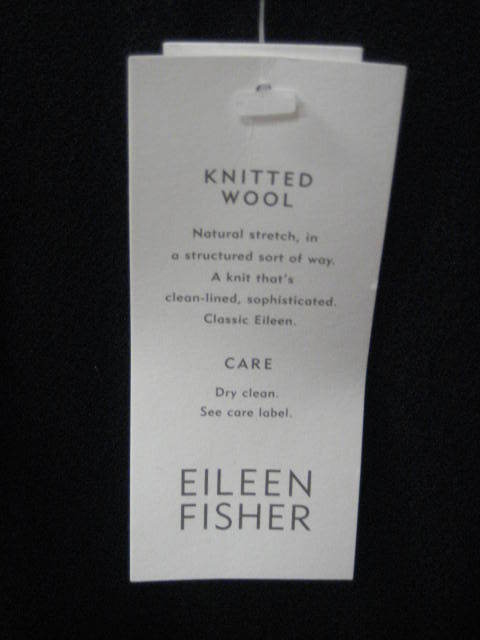 KNITTED
WOOL
Natural stretch, in
a structured sort of way.
A knit that's
clean-lined, sophisticated.
Classic Eileen.
CARE
Dry clean.
See care label.
EILEEN
FISHER